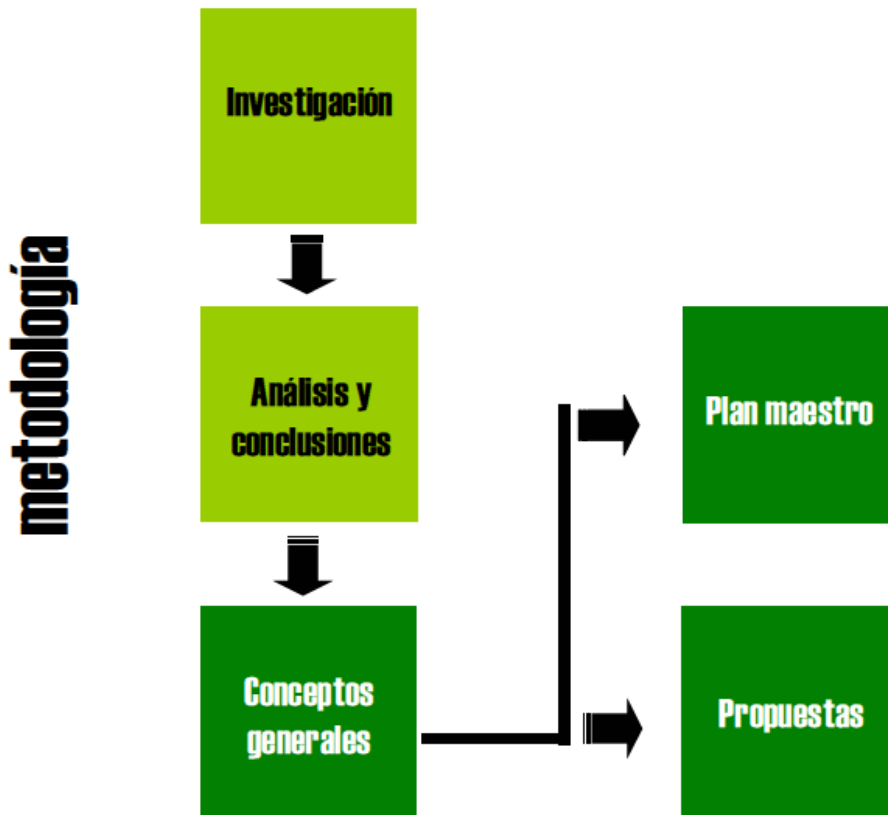 metodología
Investigación
Análisis y
conclusiones
Conceptos
generales
Plan maestro
Propuestas